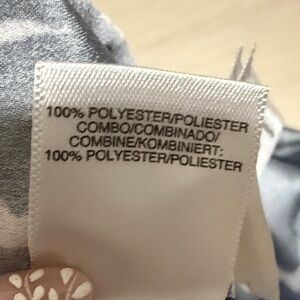 100% POLYESTER/POLIESTER
COMBO/COMBINADO/
COMBINE/KOMBINIERT:
100% POLYESTER/POLIESTER